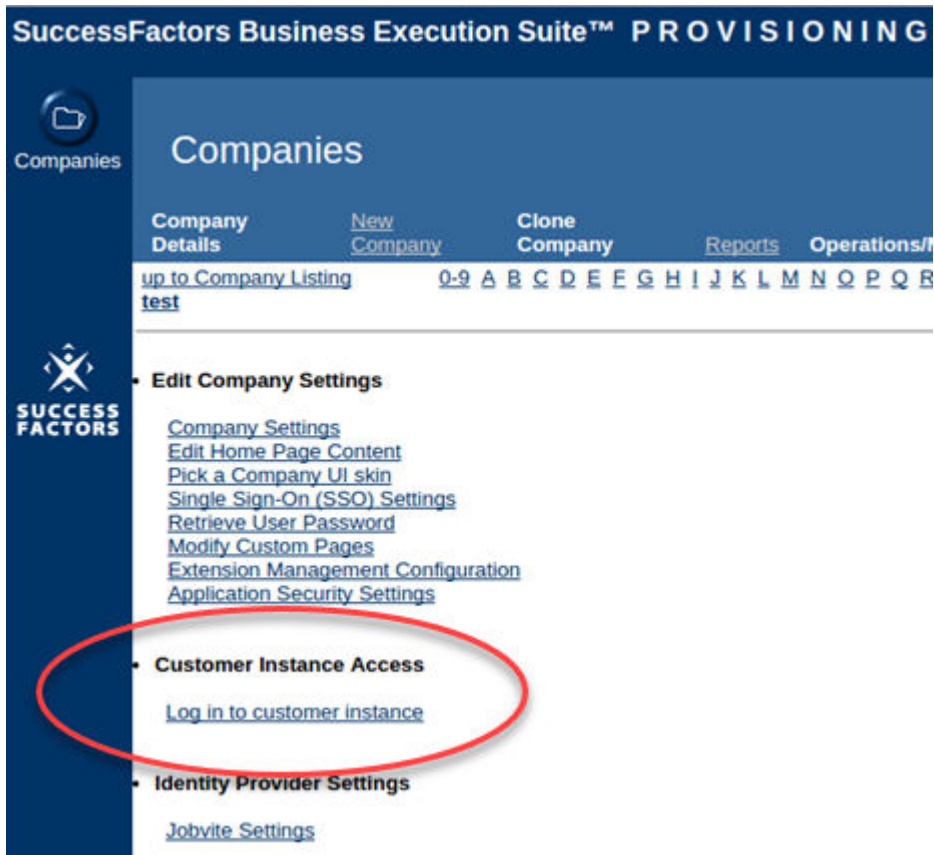 SuccessFactors Business Execution Suite™ PROVISIONING
Companies
Companies
Company Details
New Company
Clone Company
Reports
Operations/M
up to Company Listing
0-9 A B C D E F G H I J K L M N O P Q R
test
SUCCESS
FACTORS
• Edit Company Settings
Company Settings
Edit Home Page Content
Pick a Company UI skin
Single Sign-On (SSO) Settings
Retrieve User Password
Modify Custom Pages
Extension Management Configuration
Application Security Settings
• Customer Instance Access
Log in to customer instance
• Identity Provider Settings
Jobvite Settings